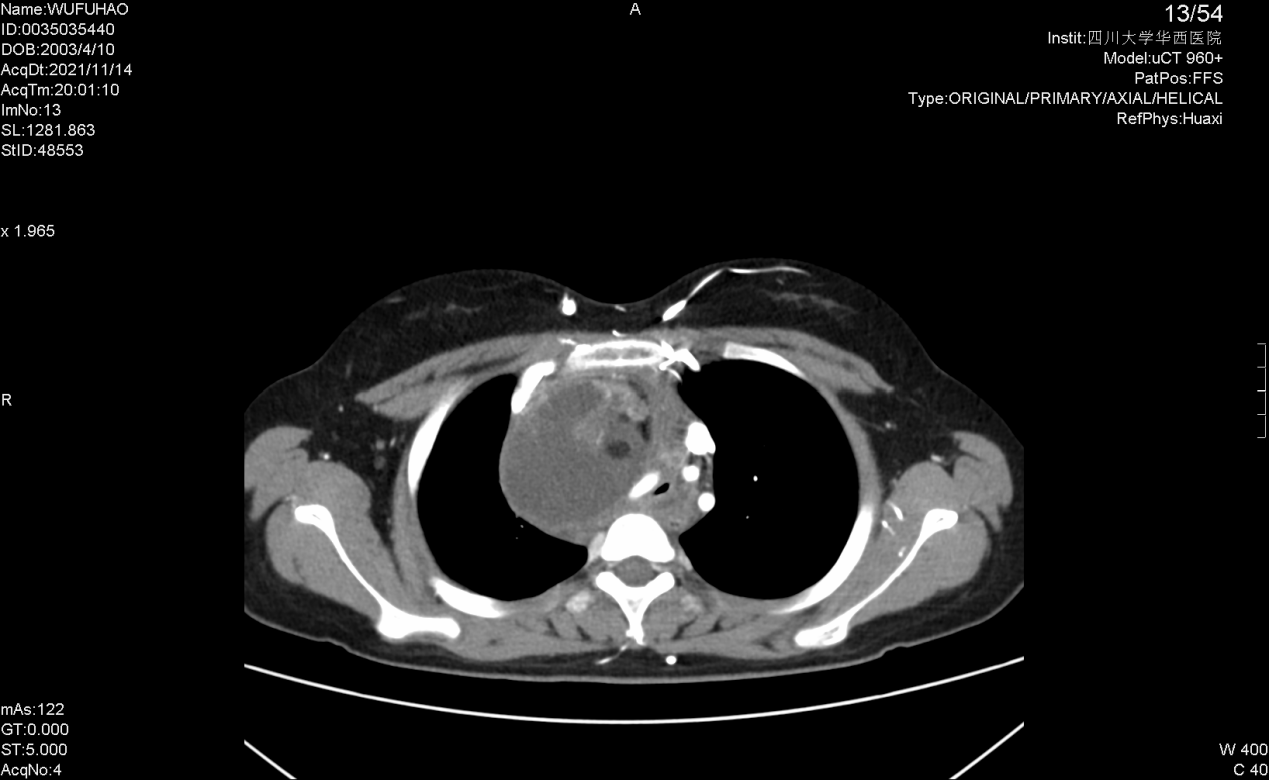 Name:WUFUHAO
ID:0035035440
DOB:2003/4/10
AcqDt:2021/11/14
AcqTm:20:01:10
ImNo:13
SL:1281.863
StID:48553
x 1.965
A
13/54
Instit:四川大学华西医院
Model:uCT 960+
PatPos:FFS
Type:ORIGINAL/PRIMARY/AXIAL/HELICAL
RefPhys:Huaxi
R
mAs:122
GT:0.000
ST:5.000
AcqNo:4
W 400
C 40